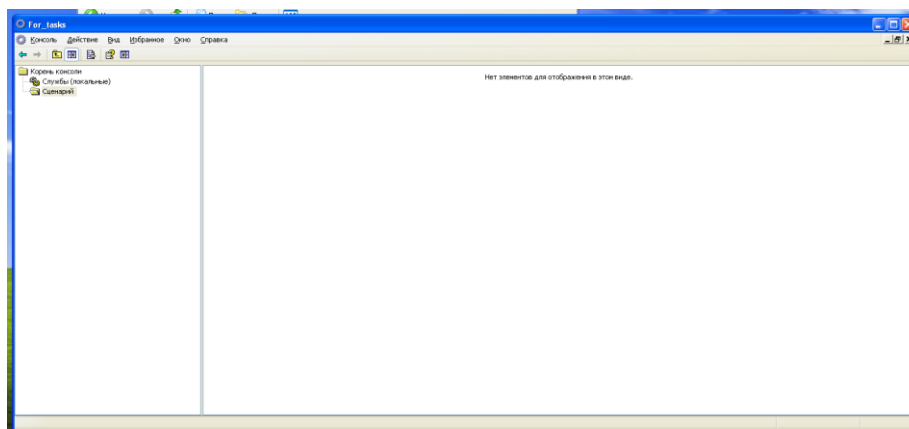 For_tasks
Консоль Действие Вид Избранное Окно Справка
Корень консоли
Службы (локальные)
Сценарий
Нет элементов для отображения в этом виде.